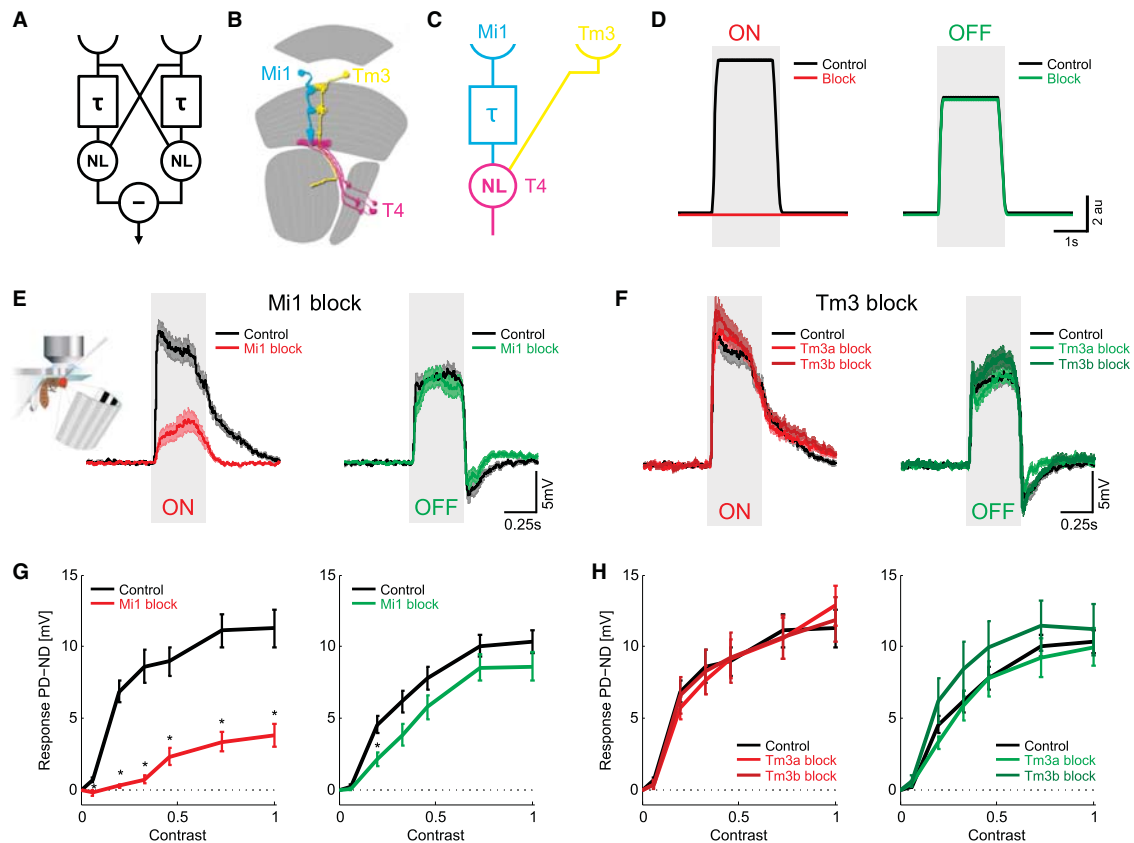 A
τ
τ
NL
NL
−
B
Mi1
Tm3
T4
C
Mi1
Tm3
τ
NL
T4
D
ON
Control
Block
OFF
Control
Block
2 au
1s
E
Mi1 block
Control
Mi1 block
ON
Control
Mi1 block
OFF
5mV
0.25s
F
Tm3 block
Control
Tm3a block
Tm3b block
ON
Control
Tm3a block
Tm3b block
OFF
5mV
0.25s
G
Response PD−ND [mV]
15
10
5
0
Control
Mi1 block
*
*
*
*
*
*
0
0.5
1
Contrast
15
10
5
0
Control
Mi1 block
*
0
0.5
1
Contrast
H
Response PD−ND [mV]
15
10
5
0
Control
Tm3a block
Tm3b block
0
0.5
1
Contrast
15
10
5
0
Control
Tm3a block
Tm3b block
0
0.5
1
Contrast